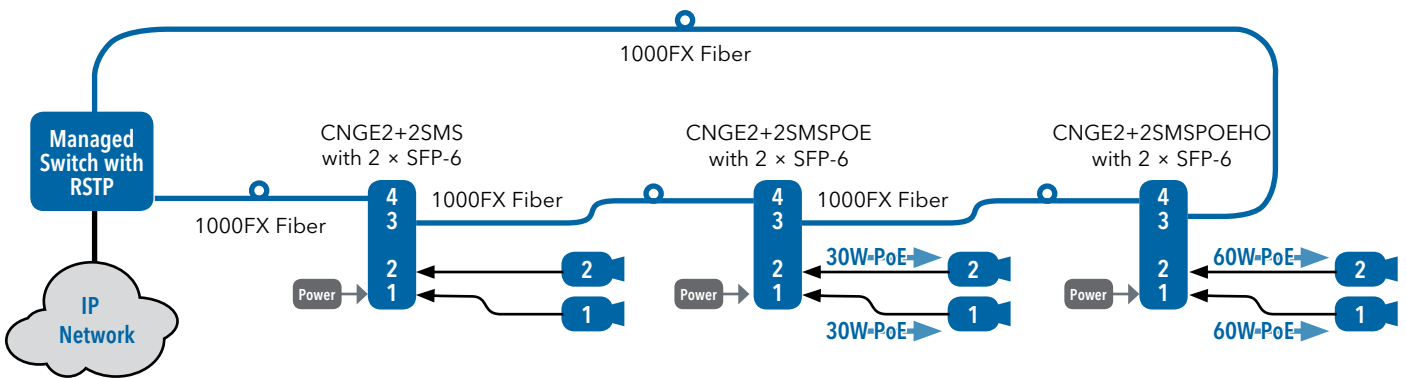 1000FX Fiber
Managed
Switch with
RSTP
CNGE2+2SMS
with 2 × SFP-6
CNGE2+2SMSPOE
with 2 × SFP-6
CNGE2+2SMSPOEHO
with 2 × SFP-6
1000FX Fiber
4
3
2
1
1000FX Fiber
4
3
2
1
1000FX Fiber
4
3
2
1
Power
2
1
Power
30W-PoE
2
1
30W-PoE
Power
60W-PoE
2
1
60W-PoE
IP
Network